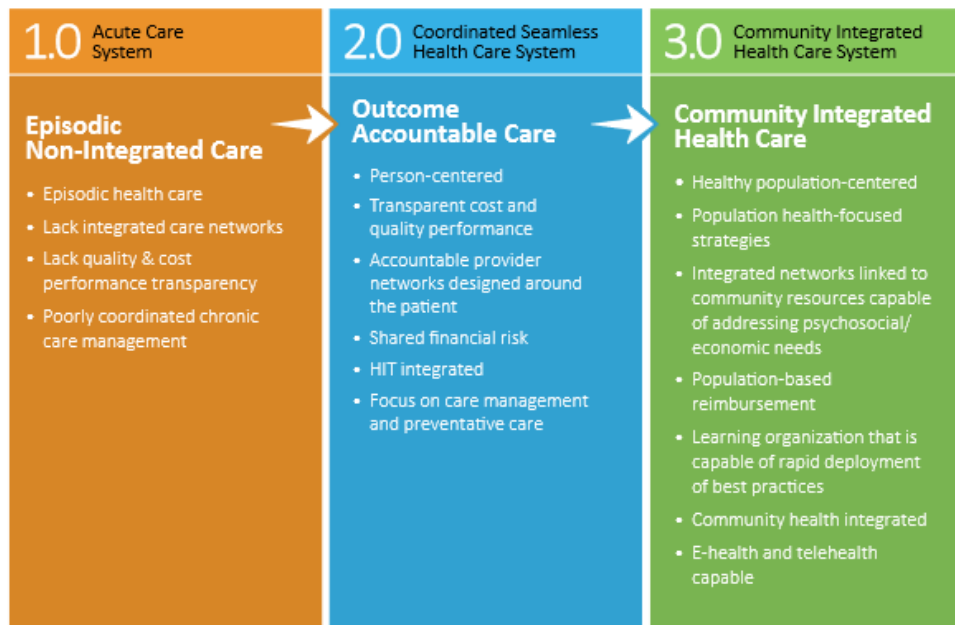 1.0 Acute Care
System
Episodic
Non-Integrated Care
• Episodic health care
• Lack integrated care networks
• Lack quality & cost
performance transparency
• Poorly coordinated chronic
care management
2.0 Coordinated Seamless
Health Care System
Outcome
Accountable Care
• Person-centered
• Transparent cost and
quality performance
• Accountable provider
networks designed around
the patient
• Shared financial risk
• HIT integrated
• Focus on care management
and preventative care
3.0 Community Integrated
Health Care System
Community Integrated
Health Care
• Healthy population-centered
• Population health-focused
strategies
• Integrated networks linked to
community resources capable
of addressing psychosocial/
economic needs
• Population-based
reimbursement
• Learning organization that is
capable of rapid deployment
of best practices
• Community health integrated
• E-health and telehealth
capable